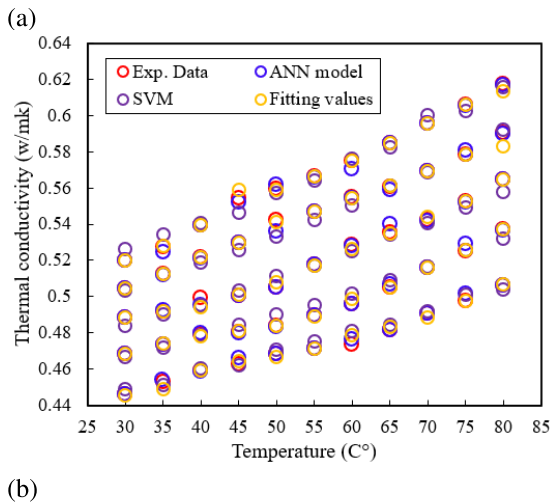 (a)
0.64
0.62
Exp. Data
ANN model
0.6
SVM
Fitting values
0.58
0.56
0.54
0.52
0.5
0.48
0.46
0.44
Thermal conductivity (w/mk)
25 30 35 40 45 50 55 60 65 70 75 80 85
Temperature (C°)
(b)